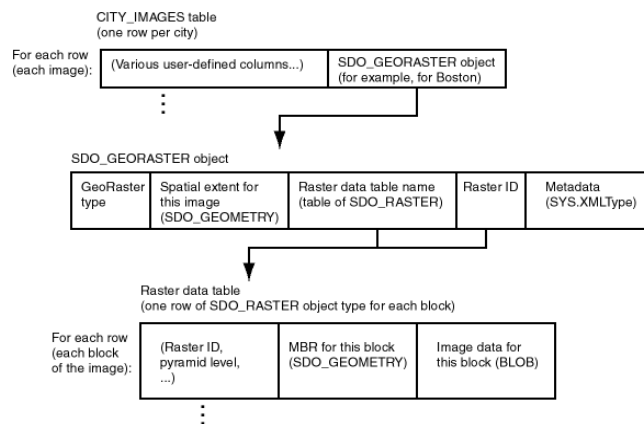 CITY_IMAGES table
(one row per city)
For each row
(each image):
(Various user-defined columns...)
SDO_GEORASTER object
(for example, for Boston)
SDO_GEORASTER object
GeoRaster
type
Spatial extent for
this image
(SDO_GEOMETRY)
Raster data table name
(table of SDO_RASTER)
Raster ID
Metadata
(SYS.XMLType)
Raster data table
(one row of SDO_RASTER object type for each block)
For each row
(each block
of the image):
(Raster ID,
pyramid level,
...)
MBR for this block
(SDO_GEOMETRY)
Image data for
this block (BLOB)